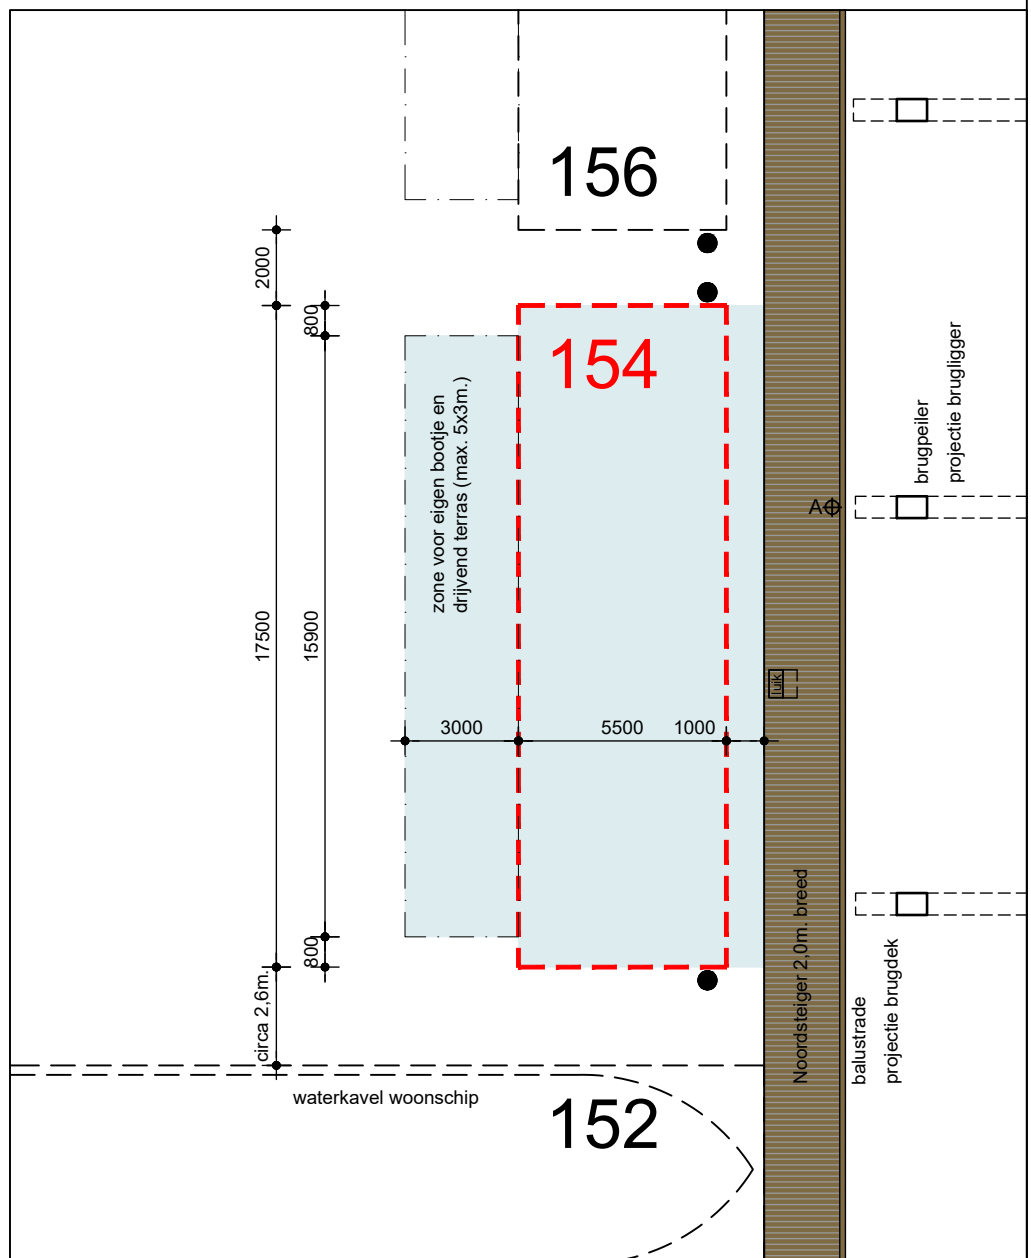 156
2000
800
154
zone voor eigen bootje en
drijvend terras (max. 5x3m.)
brugpeiler
projectie brugligger
A
17500
15900
luik
3000
5500
1000
800
circa 2,6m.
Noordsteiger 2,0m. breed
balustrade
projectie brugdek
waterkavel woonschip
152